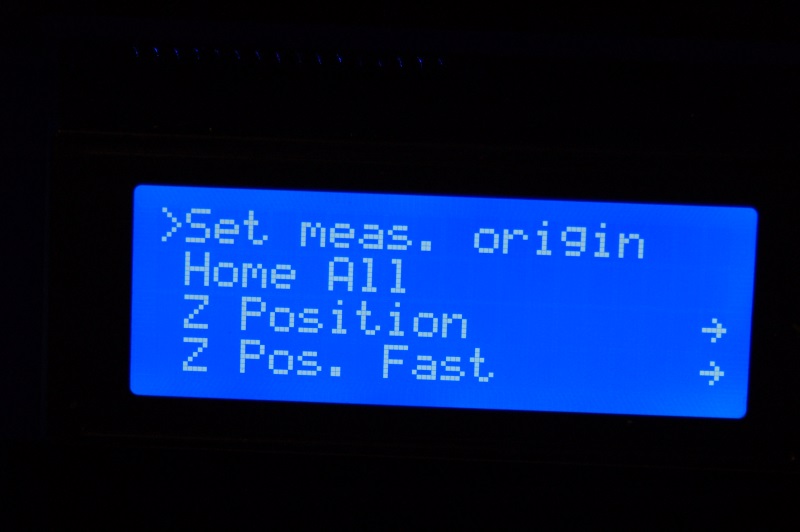 >Set meas. origin
Home All
Z Position →
Z Pos. Fast →